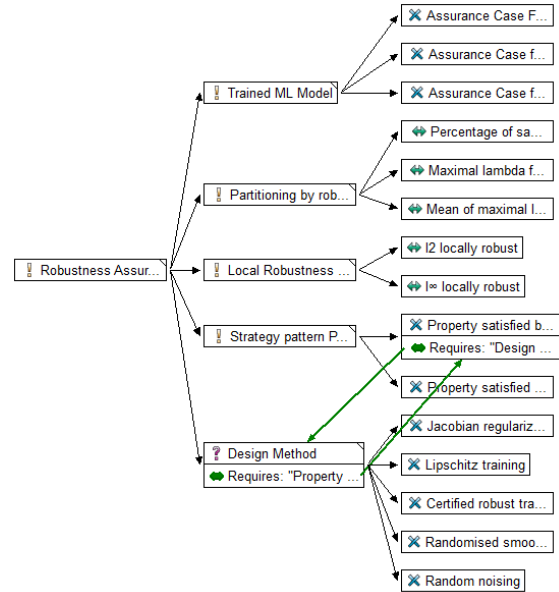 Assurance Case F...
Assurance Case f...
! Trained ML Model
Assurance Case f...
Percentage of sa...
Maximal lambda f...
! Partitioning by rob...
Mean of maximal l...
l2 locally robust
! Robustness Assur...
! Local Robustness ...
l∞ locally robust
Property satisfied b...
! Strategy pattern P...
Requires: "Design ...
Property satisfied ...
Jacobian regulariz...
? Design Method
Requires: "Property ...
Lipschitz training
Certified robust tra...
Randomised smoo...
Random noising